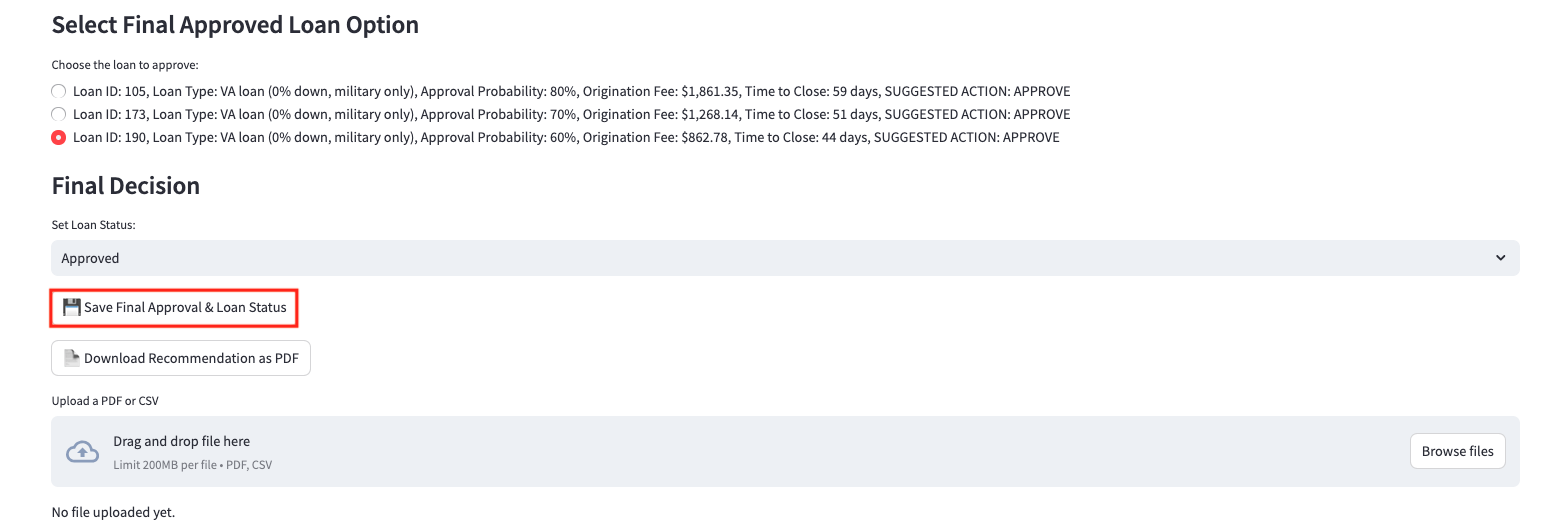 Select Final Approved Loan Option
Choose the loan to approve:
Loan ID: 105, Loan Type: VA loan (0% down, military only), Approval Probability: 80%, Origination Fee: $1,861.35, Time to Close: 59 days, SUGGESTED ACTION: APPROVE
Loan ID: 173, Loan Type: VA loan (0% down, military only), Approval Probability: 70%, Origination Fee: $1,268.14, Time to Close: 51 days, SUGGESTED ACTION: APPROVE
Loan ID: 190, Loan Type: VA loan (0% down, military only), Approval Probability: 60%, Origination Fee: $862.78, Time to Close: 44 days, SUGGESTED ACTION: APPROVE
Final Decision
Set Loan Status:
Approved
Save Final Approval & Loan Status
Download Recommendation as PDF
Upload a PDF or CSV
Drag and drop file here
Limit 200MB per file • PDF, CSV
Browse files
No file uploaded yet.